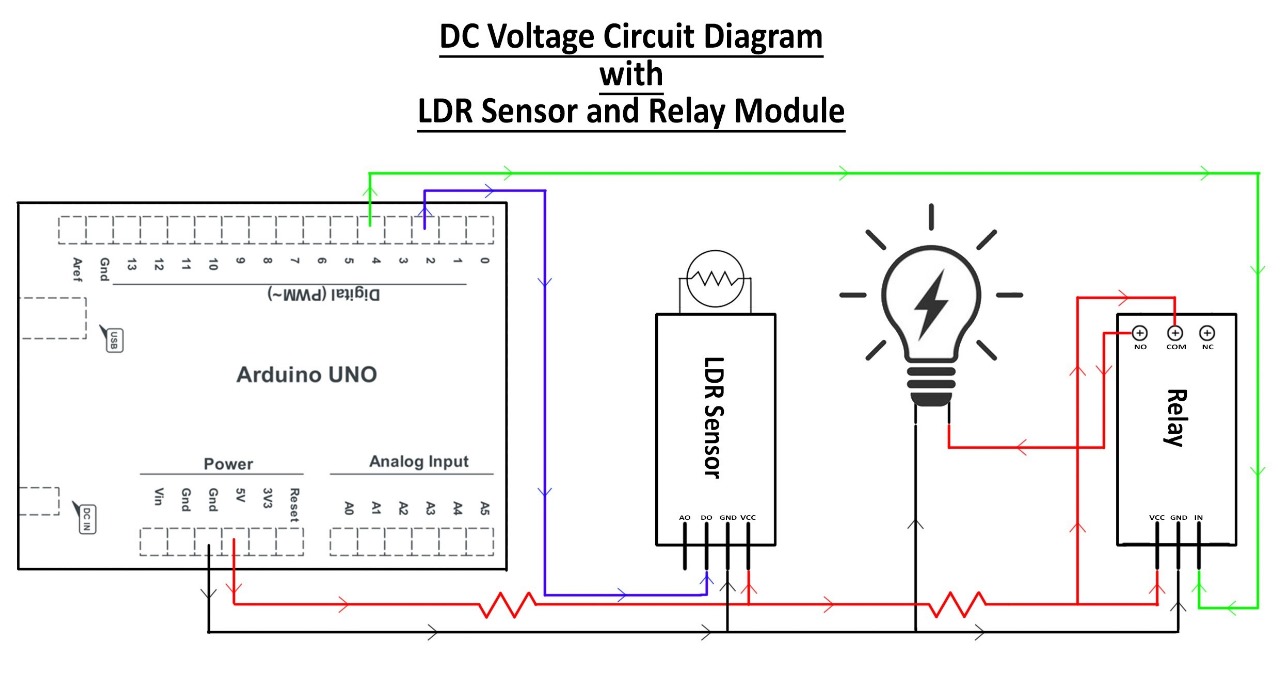 DC Voltage Circuit Diagram
with
LDR Sensor and Relay Module
Aref
Gnd
13
12
11
10
9
8
7
6
5
4
3
2
1
0
Digital (PWM~)
USB
Arduino UNO
Power
Analog Input
Vin
Gnd
Gnd
5V
3V3
Reset
A0
A1
A2
A3
A4
A5
DC IN
LDR Sensor
AO
DO
GND
VCC
NO
COM
NC
Relay
VCC
GND
IN